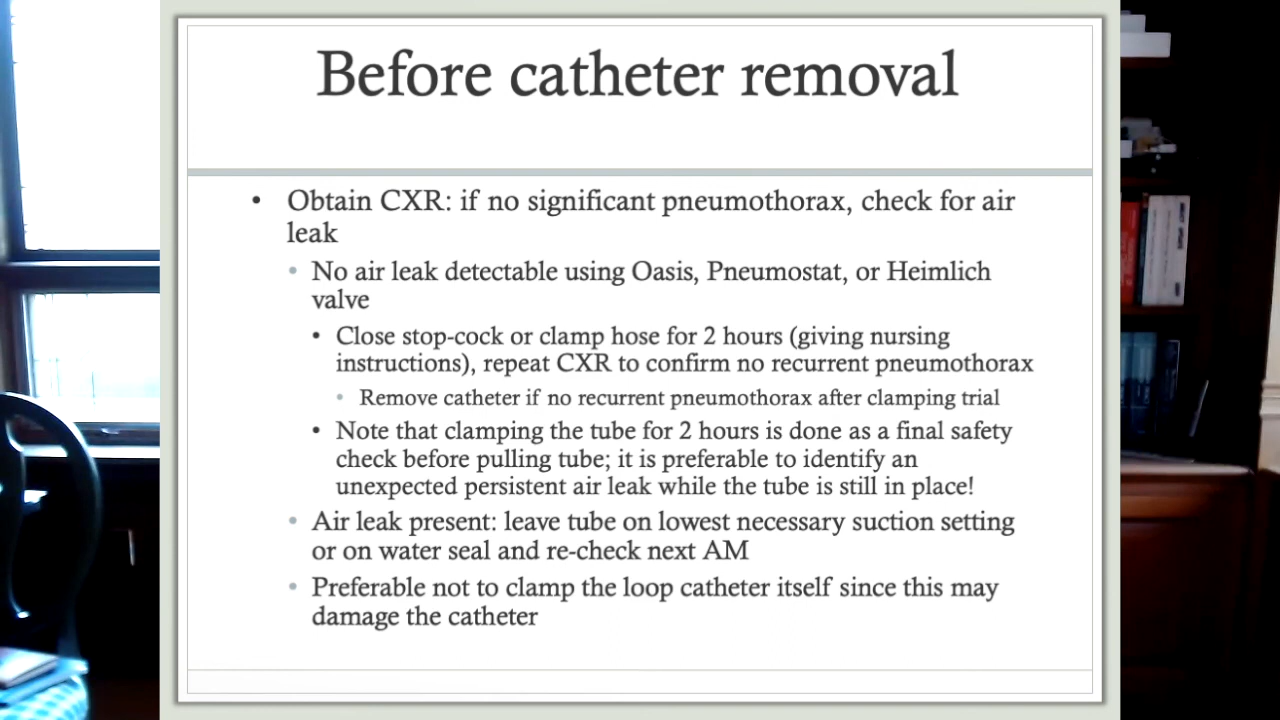 Before catheter removal
• Obtain CXR: if no significant pneumothorax, check for air
leak
• No air leak detectable using Oasis, Pneumostat, or Heimlich
valve
• Close stop-cock or clamp hose for 2 hours (giving nursing
instructions), repeat CXR to confirm no recurrent pneumothorax
• Remove catheter if no recurrent pneumothorax after clamping trial
• Note that clamping the tube for 2 hours is done as a final safety
check before pulling tube; it is preferable to identify an
unexpected persistent air leak while the tube is still in place!
• Air leak present: leave tube on lowest necessary suction setting
or on water seal and re-check next AM
• Preferable not to clamp the loop catheter itself since this may
damage the catheter